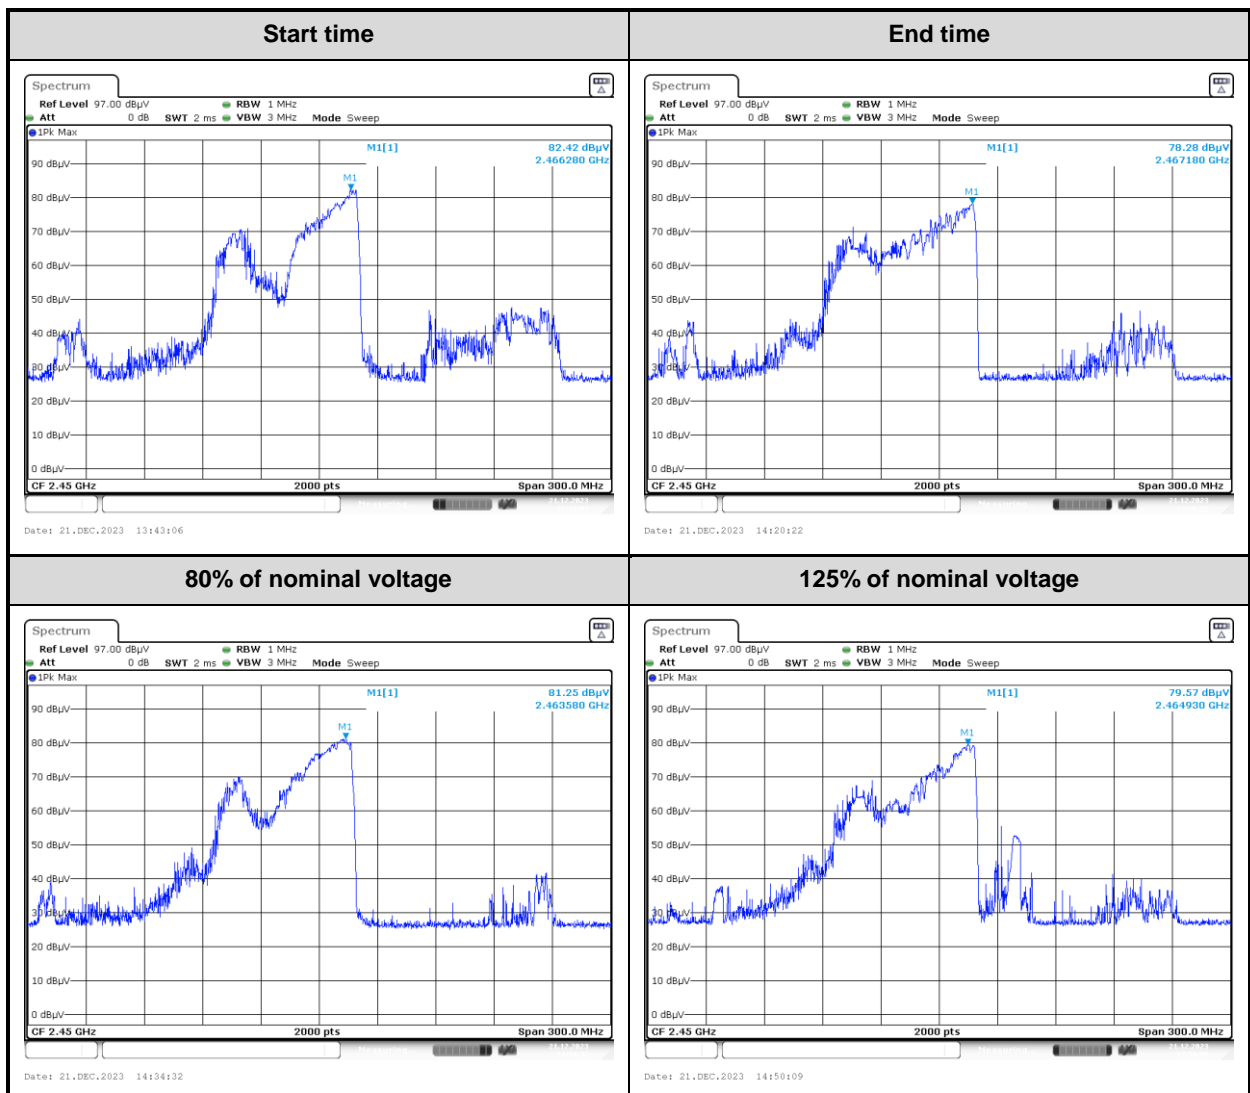 Start time
End time
Spectrum
Ref Level 97.00 dBµV RBW 1 MHz
Att 0 dB SWT 2 ms VBW 3 MHz Mode Sweep
1Pk Max
M1[1] 82.42 dBµV
2.466280 GHz
90 dBµV
M1
80 dBµV
70 dBµV
60 dBµV
50 dBµV
40 dBµV
30 dBµV
20 dBµV
10 dBµV
0 dBµV
CF 2.45 GHz 2000 pts Span 300.0 MHz
Date: 21.DEC.2023 13:43:06
Spectrum
Ref Level 97.00 dBµV RBW 1 MHz
Att 0 dB SWT 2 ms VBW 3 MHz Mode Sweep
1Pk Max
M1[1] 78.28 dBµV
2.467180 GHz
90 dBµV
M1
80 dBµV
70 dBµV
60 dBµV
50 dBµV
40 dBµV
30 dBµV
20 dBµV
10 dBµV
0 dBµV
CF 2.45 GHz 2000 pts Span 300.0 MHz
Date: 21.DEC.2023 14:20:22
80% of nominal voltage
125% of nominal voltage
Spectrum
Ref Level 97.00 dBµV RBW 1 MHz
Att 0 dB SWT 2 ms VBW 3 MHz Mode Sweep
1Pk Max
M1[1] 81.25 dBµV
2.463580 GHz
90 dBµV
M1
80 dBµV
70 dBµV
60 dBµV
50 dBµV
40 dBµV
30 dBµV
20 dBµV
10 dBµV
0 dBµV
CF 2.45 GHz 2000 pts Span 300.0 MHz
Date: 21.DEC.2023 14:34:32
Spectrum
Ref Level 97.00 dBµV RBW 1 MHz
Att 0 dB SWT 2 ms VBW 3 MHz Mode Sweep
1Pk Max
M1[1] 79.57 dBµV
2.464930 GHz
90 dBµV
M1
80 dBµV
70 dBµV
60 dBµV
50 dBµV
40 dBµV
30 dBµV
20 dBµV
10 dBµV
0 dBµV
CF 2.45 GHz 2000 pts Span 300.0 MHz
Date: 21.DEC.2023 14:50:09